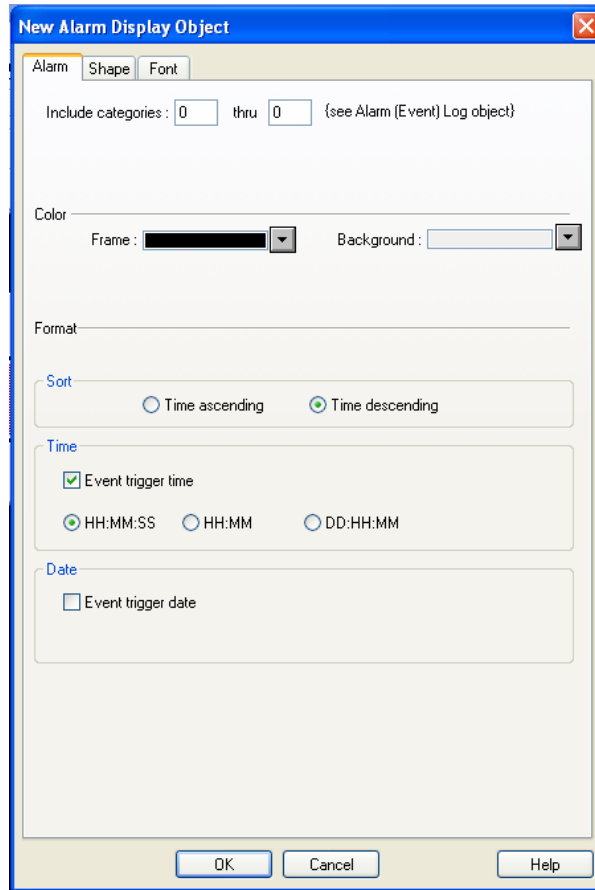 New Alarm Display Object
Alarm Shape Font
Include categories : 0 thru 0 {see Alarm (Event) Log object}
Color
Frame : Background :
Format
Sort
Time ascending Time descending
Time
Event trigger time
HH:MM:SS HH:MM DD:HH:MM
Date
Event trigger date
OK Cancel Help